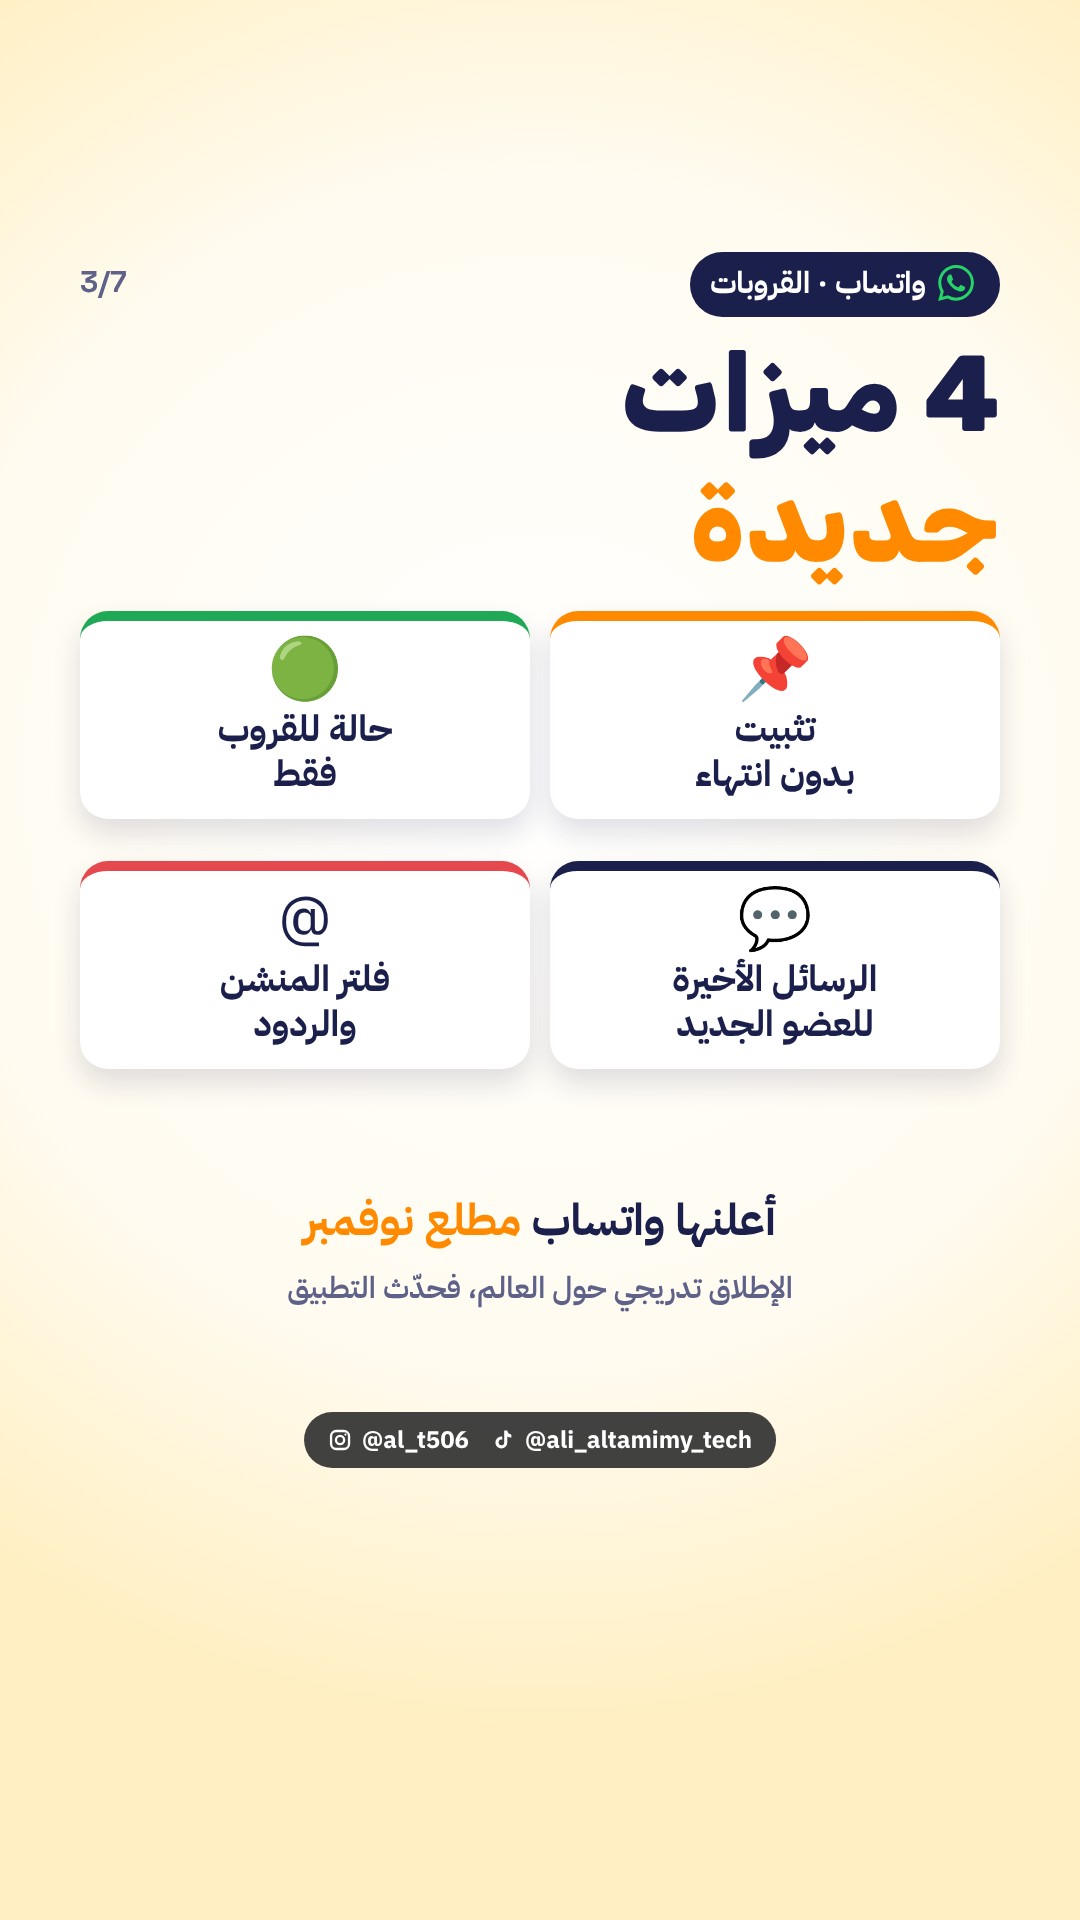 واتساب · القروبات
3/7
4 ميزات
جديدة
تثبيت
بدون انتهاء
حالة للقروب
فقط
الرسائل الأخيرة
للعضو الجديد
@
فلتر المنشن
والردود
أعلنها واتساب مطلع نوفمبر
الإطلاق تدريجي حول العالم، فحدّث التطبيق
@al_t506 @ali_altamimy_tech